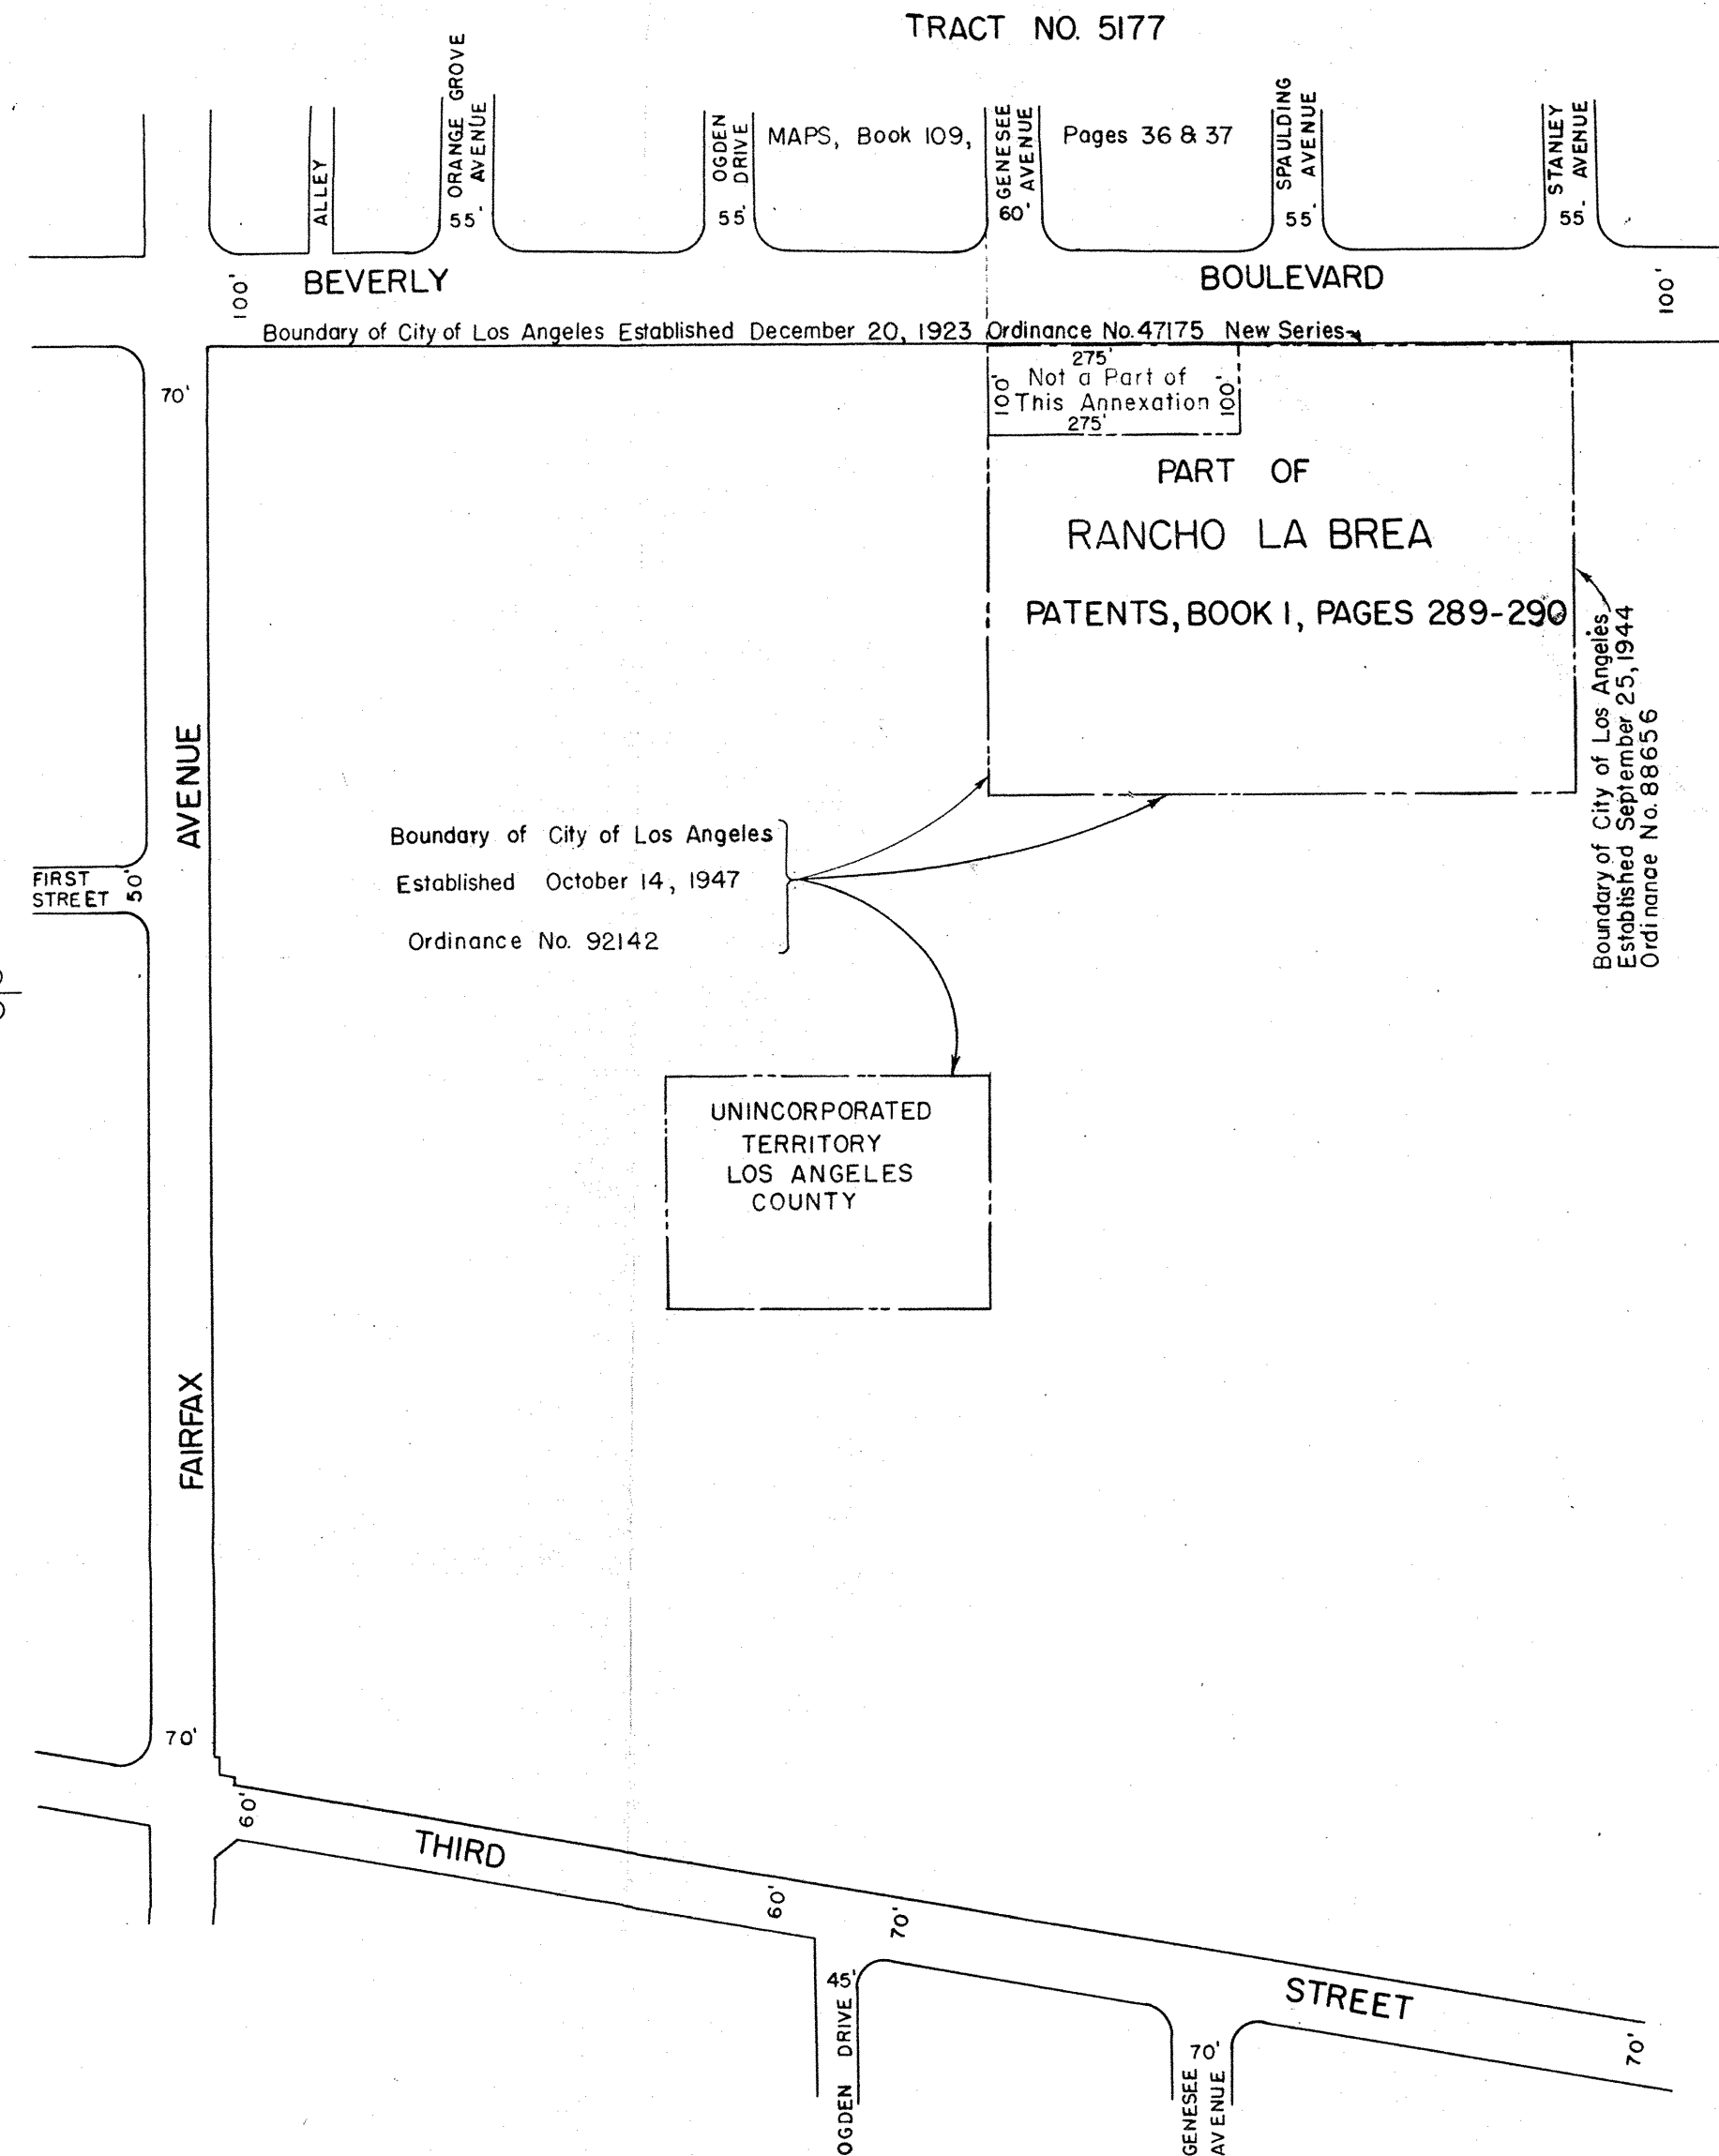 TRACT NO. 5177
ORANGE GROVE
AVENUE
55'
ALLEY
OGDEN
DRIVE
55'
MAPS, Book 109,
GENESEE
AVENUE
60'
Pages 36 & 37
SPAULDING
AVENUE
55'
STANLEY
AVENUE
55'
100'
BEVERLY
BOULEVARD
100'
Boundary of City of Los Angeles Established December 20, 1923 Ordinance No. 47175 New Series
70'
275'
100'
Not a Part of
This Annexation
100'
275'
PART OF
RANCHO LA BREA
PATENTS, BOOK 1, PAGES 289-290
Boundary of City of Los Angeles
Established September 25, 1944
Ordinance No. 88656
AVENUE
Boundary of City of Los Angeles
Established October 14, 1947
Ordinance No. 92142
FIRST
STREET
50'
UNINCORPORATED
TERRITORY
LOS ANGELES
COUNTY
FAIRFAX
70'
60'
THIRD
60'
70'
45'
OGDEN DRIVE
STREET
70'
GENESEE
AVENUE
70'